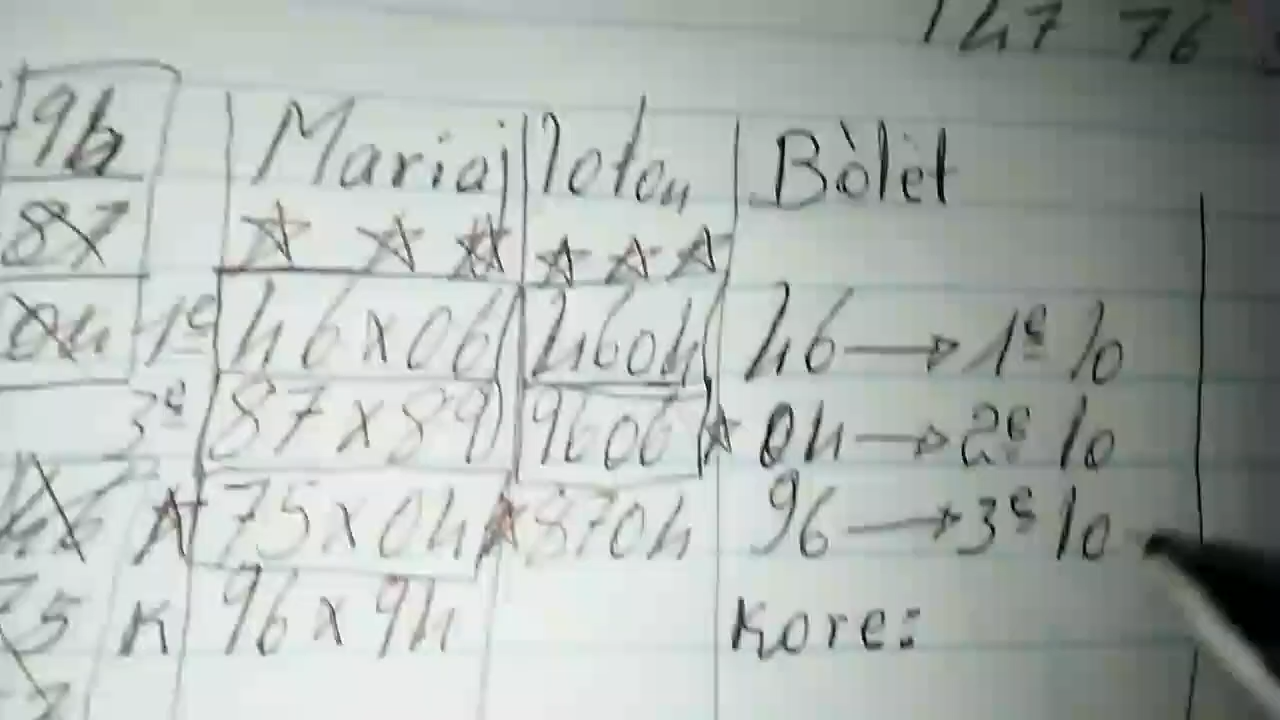 147 76
96 Mariaj loto4 Bòlèt
87
04 1e 46x06 4604 46 → 1e lo
3e 87x89 9606 04 → 2e lo
75x04 8704 96 → 3e lo
75 K 96x94 Kore: